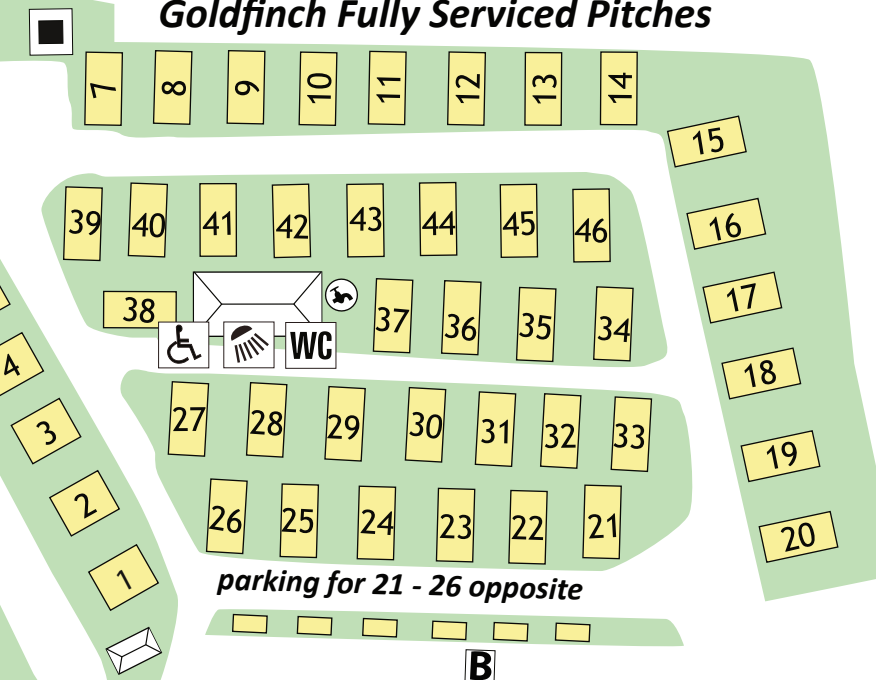 Goldfinch Fully Serviced Pitches
7 8 9 10 11 12 13 14
15
39 40 41 42 43 44 45 46
16
38 37 36 35 34
17
WC
4
18
27 28 29 30 31 32 33
3
19
2
26 25 24 23 22 21
20
1
parking for 21 - 26 opposite
B